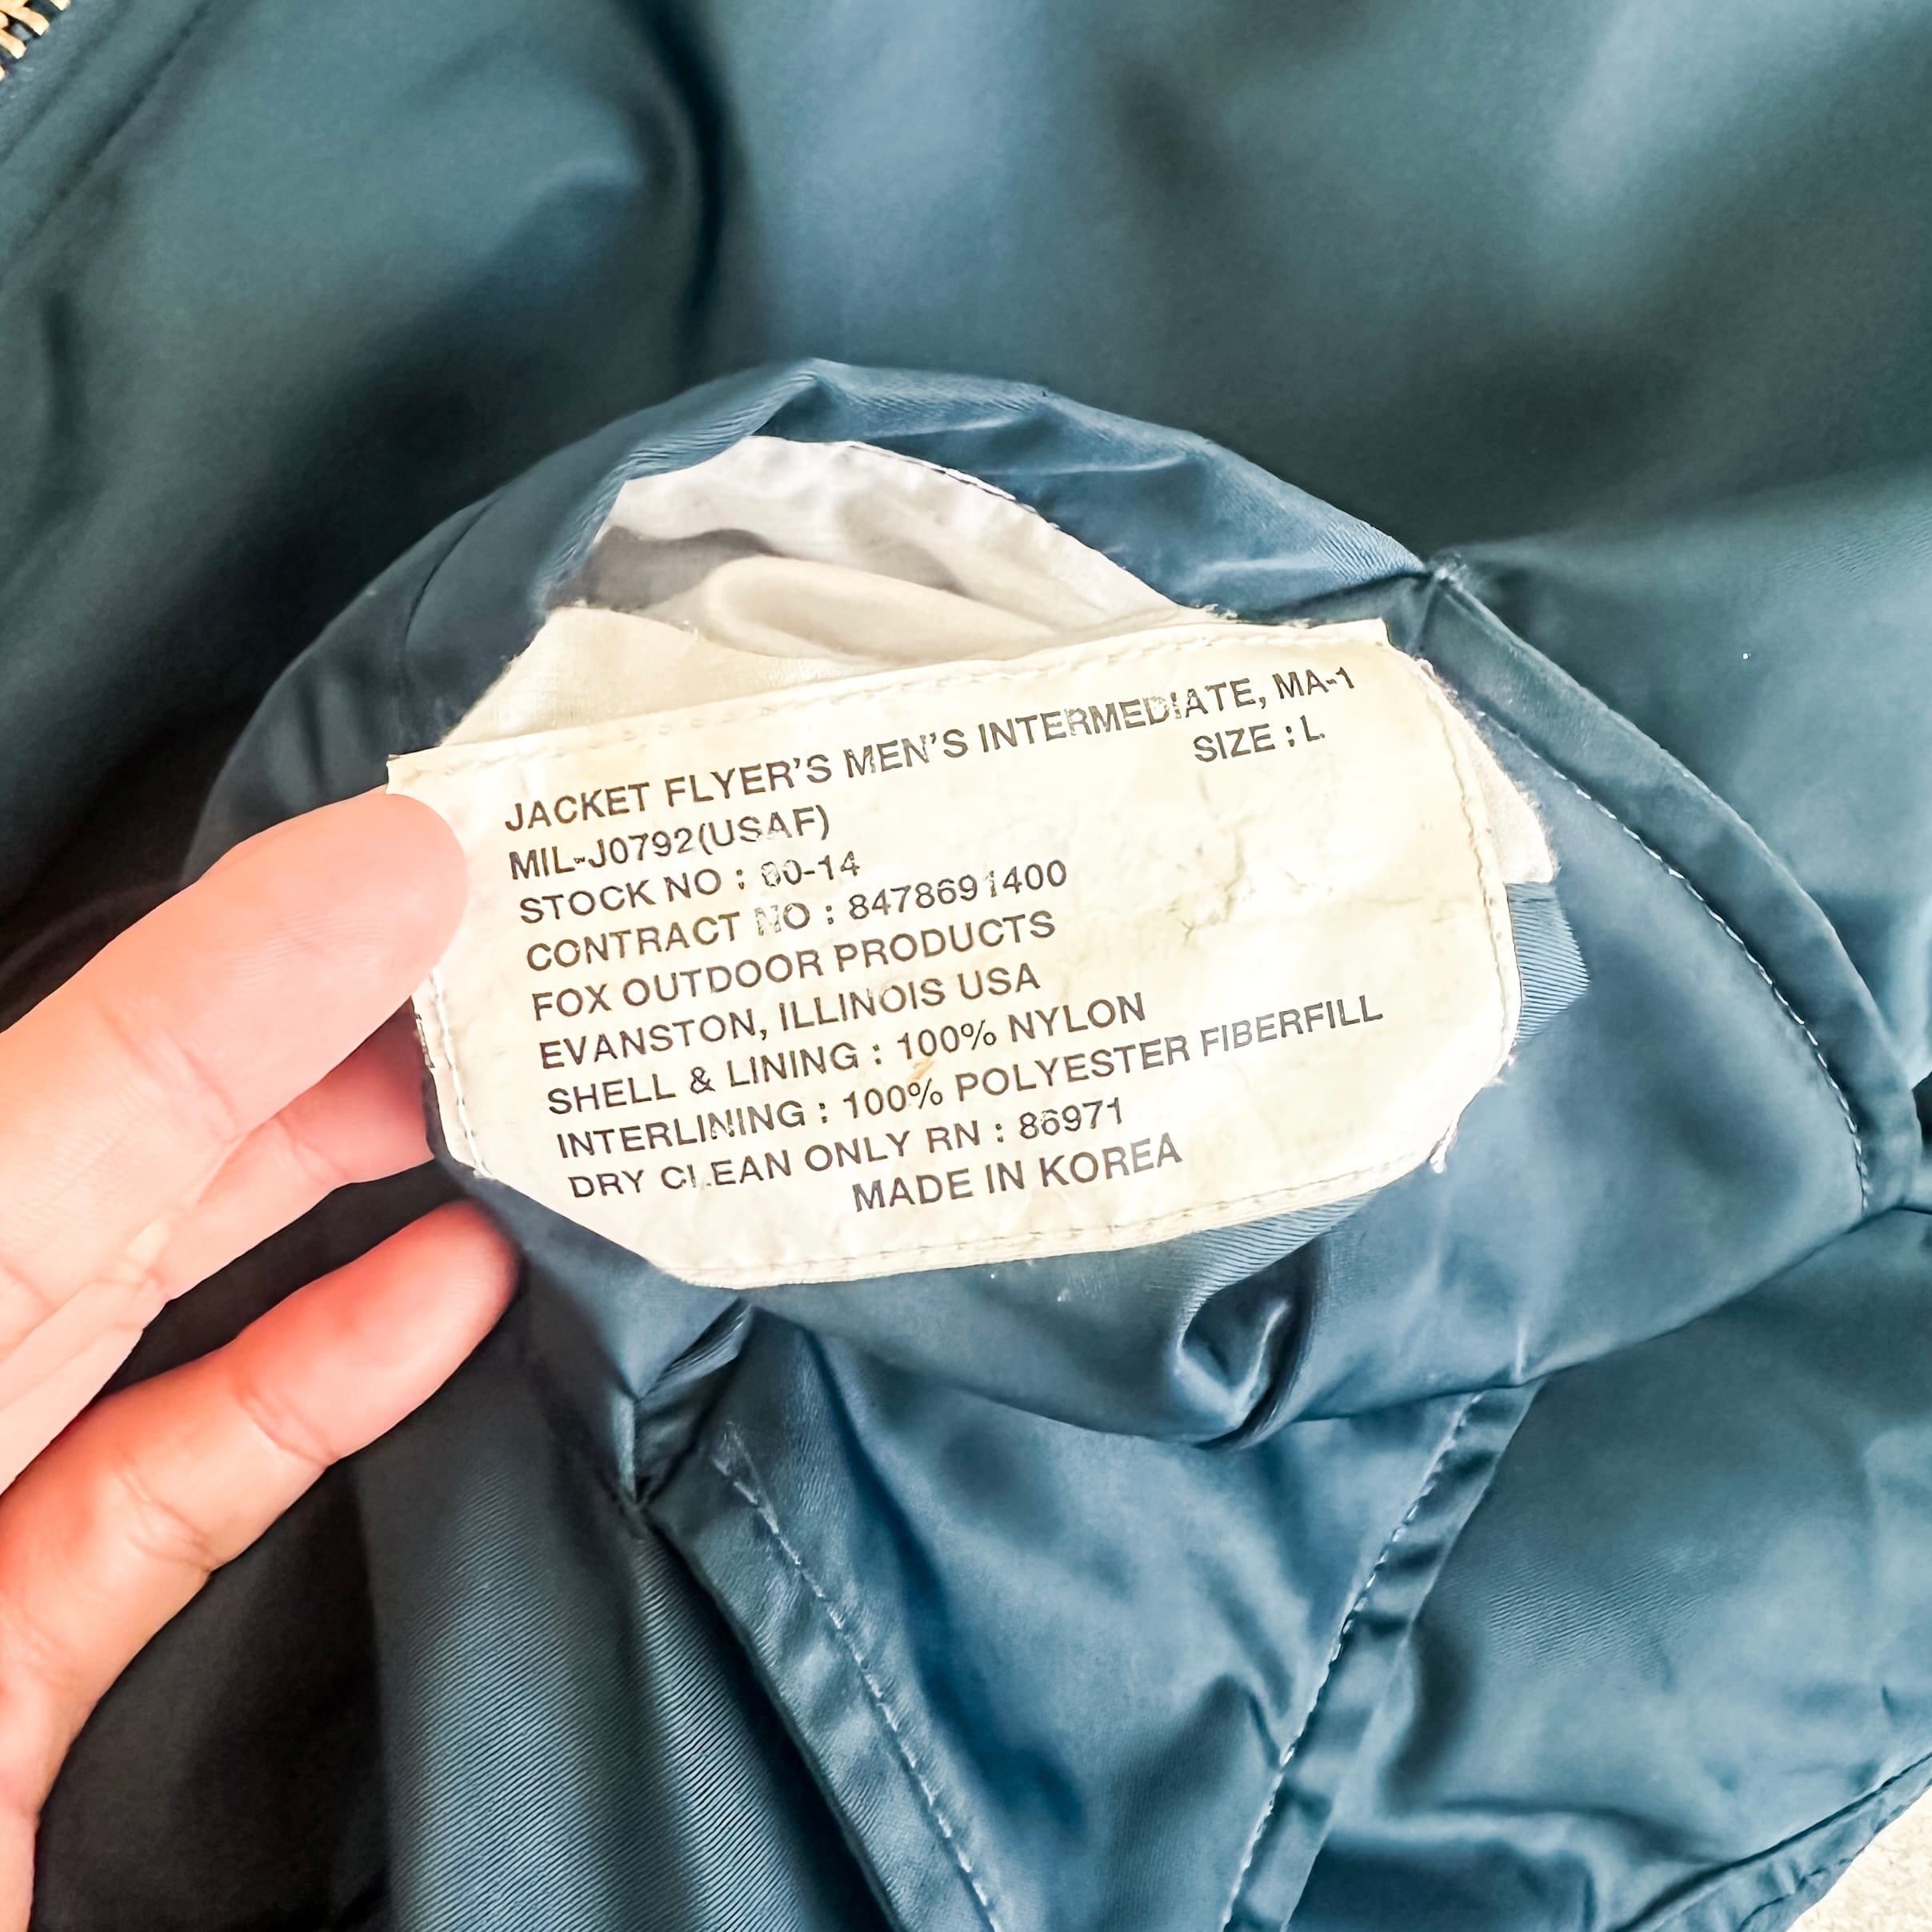 JACKET FLYER'S MEN'S INTERMEDIATE, MA-1
SIZE : L
MIL-J0792(USAF)
STOCK NO : 80-14
CONTRACT NO : 8478691400
FOX OUTDOOR PRODUCTS
EVANSTON, ILLINOIS USA
SHELL & LINING : 100% NYLON
INTERLINING : 100% POLYESTER FIBERFILL
DRY CLEAN ONLY RN : 86971
MADE IN KOREA